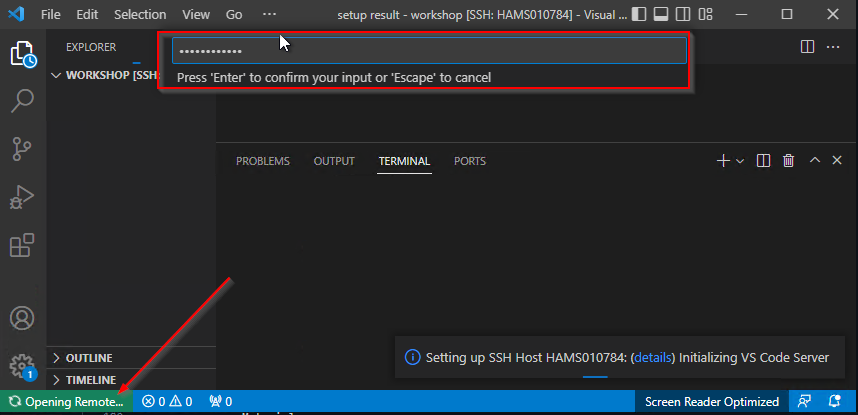 File Edit Selection View Go ··· setup result - workshop [SSH: HAMS010784] - Visual ...
EXPLORER
••••••••••••
Press 'Enter' to confirm your input or 'Escape' to cancel
WORKSHOP [SSH:
PROBLEMS OUTPUT TERMINAL PORTS
Setting up SSH Host HAMS010784: (details) Initializing VS Code Server
OUTLINE
TIMELINE
1
Opening Remote... 0 0 0 Screen Reader Optimized